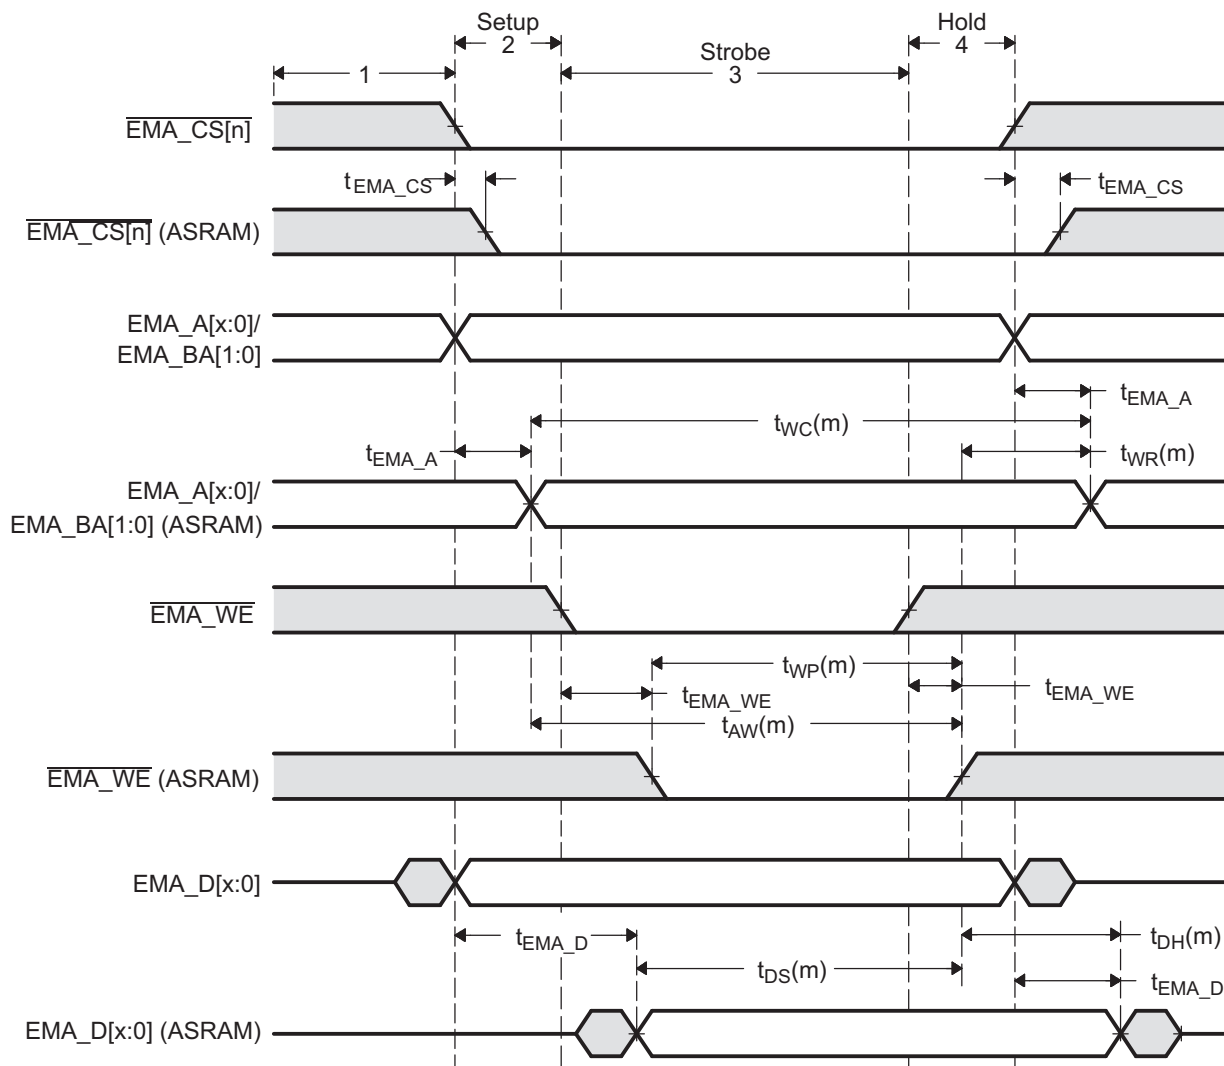 Setup
2
Hold
4
Strobe
3
1
EMA_CS[n]
tEMA_CS
tEMA_CS
EMA_CS[n] (ASRAM)
EMA_A[x:0]/
EMA_BA[1:0]
tEMA_A
tWC(m)
tEMA_A
tWR(m)
EMA_A[x:0]/
EMA_BA[1:0] (ASRAM)
EMA_WE
tWP(m)
tEMA_WE
tEMA_WE
tAW(m)
EMA_WE (ASRAM)
EMA_D[x:0]
tEMA_D
tDH(m)
tDS(m)
tEMA_D
EMA_D[x:0] (ASRAM)